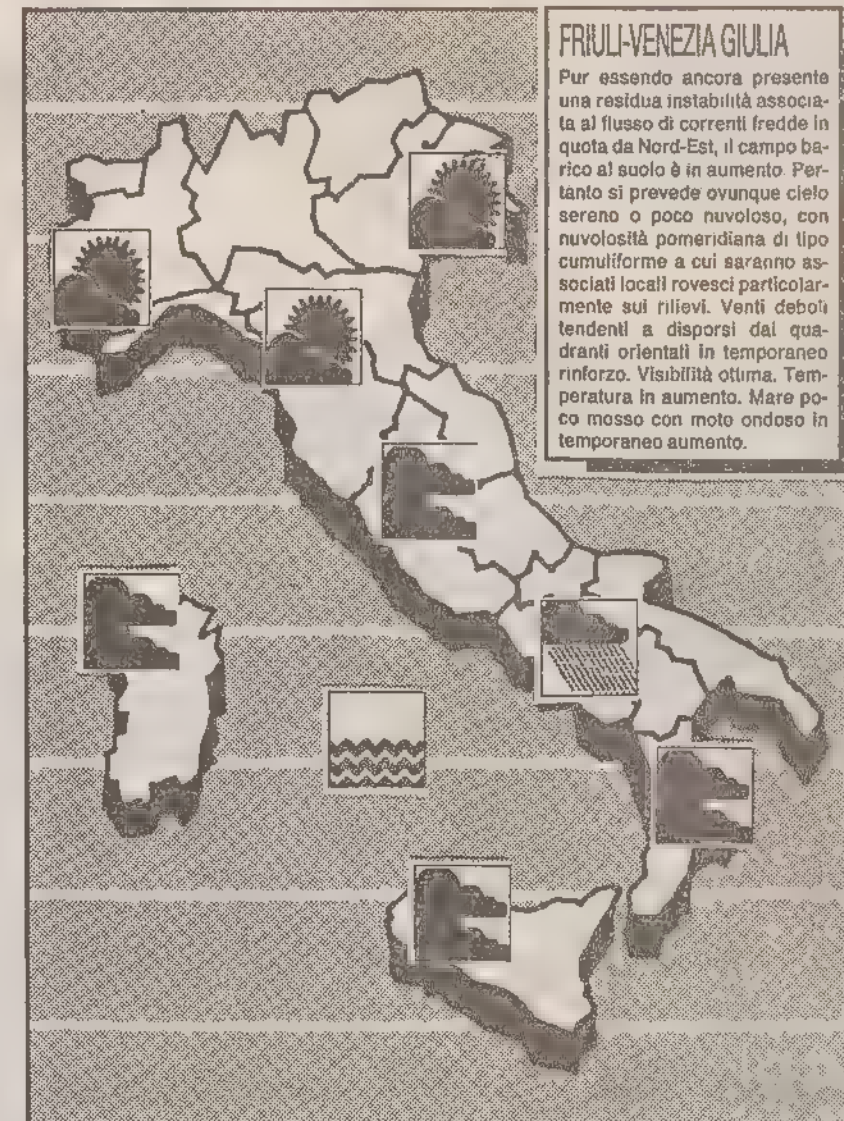 FRIULI-VENEZIA GIULIA
Pur essendo ancora presente
una residua instabilità associa-
ta al flusso di correnti fredde in
quota da Nord-Est, il campo ba-
rico al suolo è in aumento. Per-
tanto si prevede ovunque cielo
sereno o poco nuvoloso, con
nuvolosità pomeridiana di tipo
cumuliforme a cui saranno as-
sociati locali rovesci particolar-
mente sui rilievi. Venti deboli
tendenti a disporsi dai qua-
dranti orientali in temporaneo
rinforzo. Visibilità ottima. Tem-
peratura in aumento. Mare po-
co mosso con moto ondoso in
temporaneo aumento.